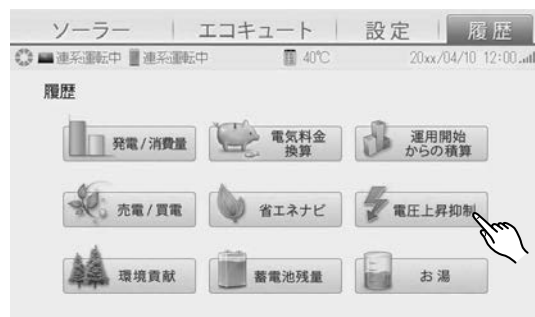 ソーラー エコキュート 設定 履歴
連系運転中 連系運転中 40℃ 20xx/04/10 12:00
履歴
発電/消費量 電気料金
換算 運用開始
からの積算
売電/買電 省エネナビ 電圧上昇抑制
環境貢献 蓄電池残量 お湯